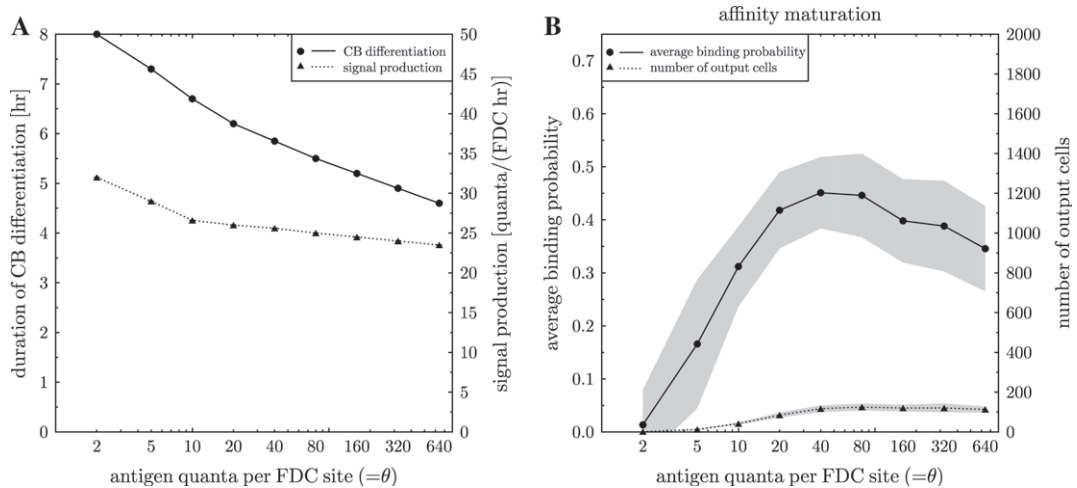 A
8
7
6
5
4
3
2
1
0
duration of CB differentiation [hr]
CB differentiation
signal production
50
45
40
35
30
25
20
15
10
5
0
signal production [quanta/(FDC hr)]
2 5 10 20 40 80 160 320 640
antigen quanta per FDC site (=θ)
B
affinity maturation
0.7
0.6
0.5
0.4
0.3
0.2
0.1
0.0
average binding probability
average binding probability
number of output cells
2000
1800
1600
1400
1200
1000
800
600
400
200
0
number of output cells
2 5 10 20 40 80 160 320 640
antigen quanta per FDC site (=θ)